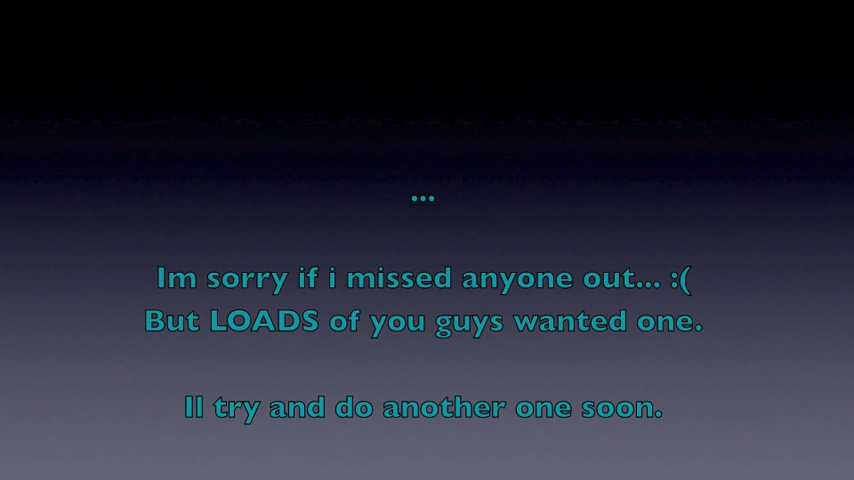 ...
Im sorry if i missed anyone out... :(
But LOADS of you guys wanted one.
Il try and do another one soon.